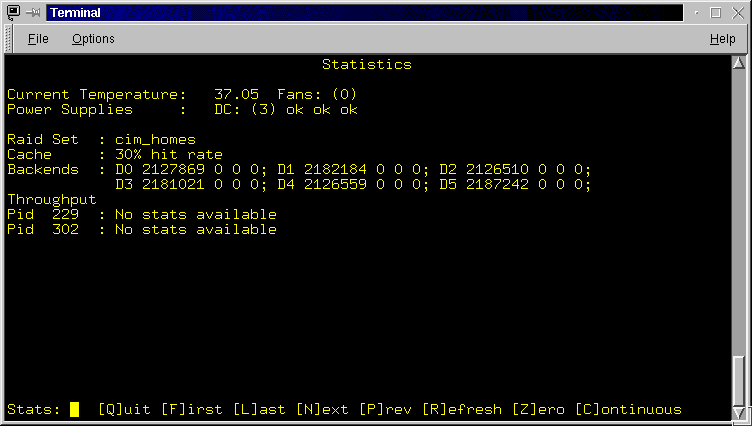 Terminal
File Options Help
Statistics
Current Temperature: 37.05 Fans: (0)
Power Supplies : DC: (3) ok ok ok
Raid Set : cim_homes
Cache : 30% hit rate
Backends : D0 2127869 0 0 0; D1 2182184 0 0 0; D2 2126510 0 0 0;
D3 2181021 0 0 0; D4 2126559 0 0 0; D5 2187242 0 0 0;
Throughput
Pid 229 : No stats available
Pid 302 : No stats available
Stats: [Q]uit [F]irst [L]ast [N]ext [P]rev [R]efresh [Z]ero [C]ontinuous